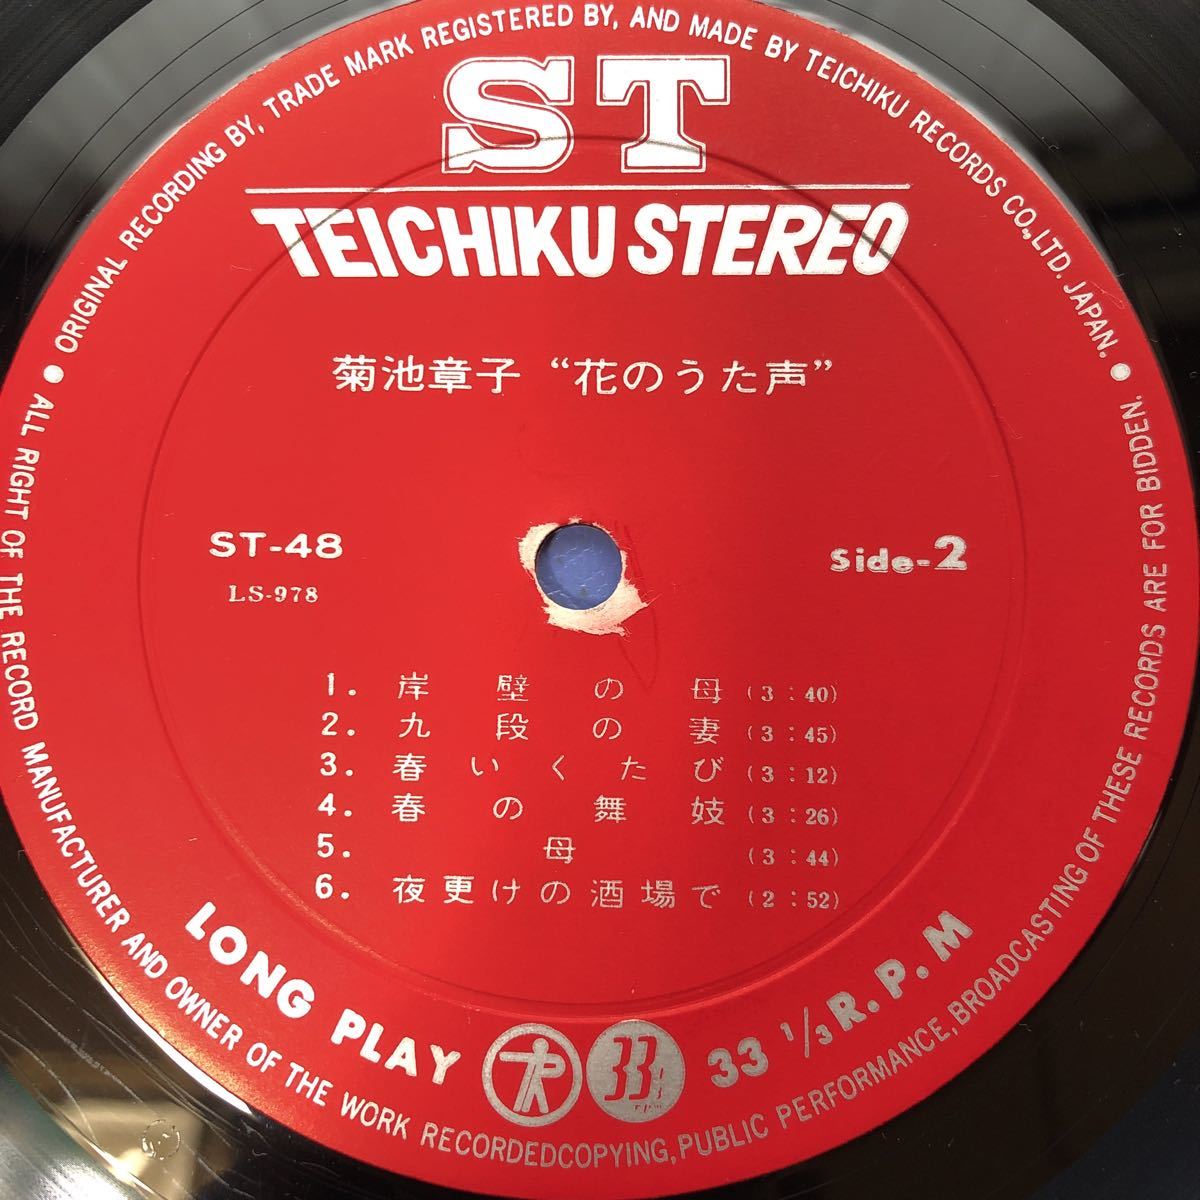 ORIGINAL RECORDING BY, TRADE MARK REGISTERED BY, AND MADE BY TEICHIKU RECORDS CO.,LTD. JAPAN.
ST
TEICHIKU STEREO
菊池章子 “花のうた声”
ST-48
LS-978
Side-2
1. 岸壁の母 (3:40)
2. 九段の妻 (3:45)
3. 春いくたび (3:12)
4. 春の舞妓 (3:26)
5. 母 (3:44)
6. 夜更けの酒場で (2:52)
LONG PLAY 33 1/3 R.P.M
33 1/3
ALL RIGHT OF THE RECORD MANUFACTURER AND OWNER OF THE WORK RECORDEDCOPYING, PUBLIC PERFORMANCE, BROADCASTING OF THESE RECORDS ARE FOR BIDDEN.